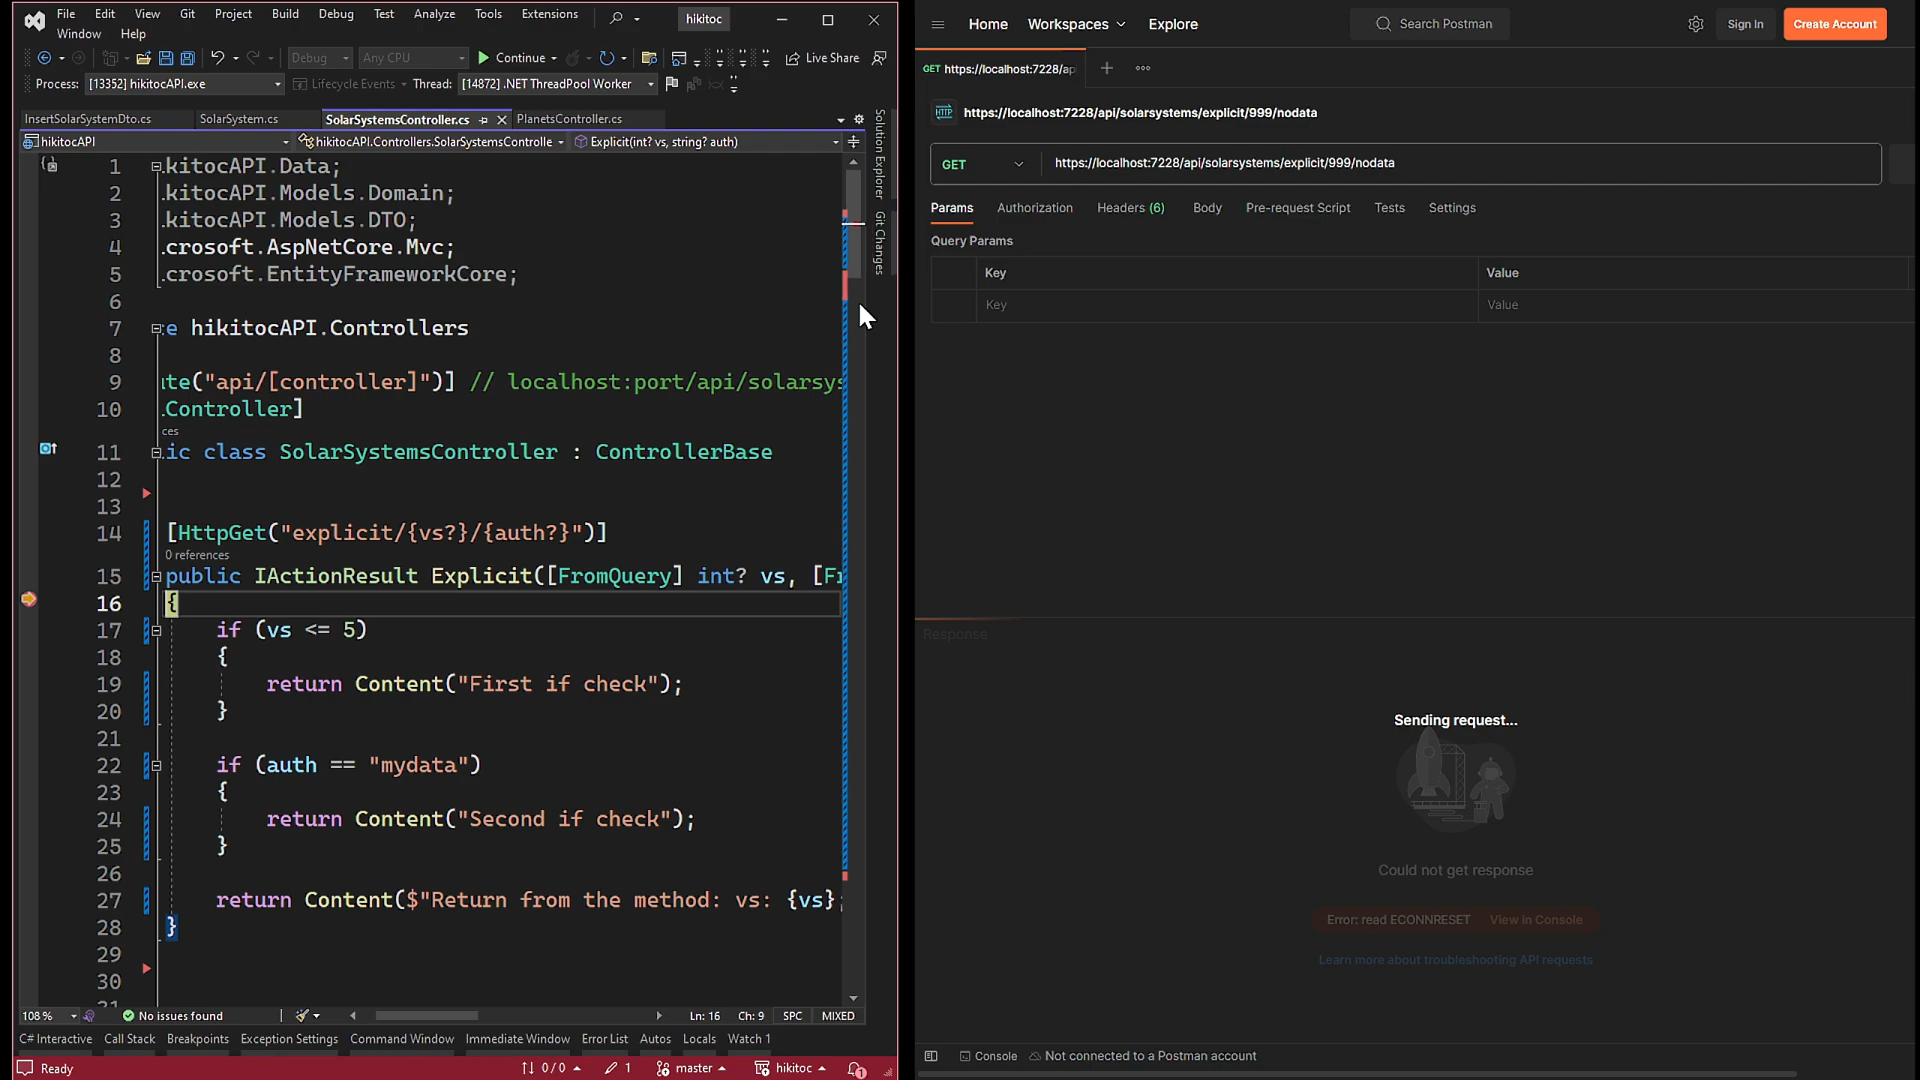 File Edit View Git Project Build Debug Test Analyze Tools Extensions hikitoc
Window Help
Debug Any CPU Continue Live Share
Process: [13352] hikitocAPI.exe Lifecycle Events Thread: [14872] .NET ThreadPool Worker
InsertSolarSystemDto.cs SolarSystem.cs SolarSystemsController.cs PlanetsController.cs
hikitocAPI hikitocAPI.Controllers.SolarSystemsControlle Explicit(int? vs, string? auth)
Solution Explorer
Git Changes
1 .kitocAPI.Data;
2 .kitocAPI.Models.Domain;
3 .kitocAPI.Models.DTO;
4 .crosoft.AspNetCore.Mvc;
5 .crosoft.EntityFrameworkCore;
6
7 e hikitocAPI.Controllers
8
9 te("api/[controller]")] // localhost:port/api/solarsys
10 .Controller]
ces
11 ic class SolarSystemsController : ControllerBase
12
13
14 [HttpGet("explicit/{vs?}/{auth?}")]
0 references
15 public IActionResult Explicit([FromQuery] int? vs, [Fr
16 {
17 if (vs <= 5)
18 {
19 return Content("First if check");
20 }
21
22 if (auth == "mydata")
23 {
24 return Content("Second if check");
25 }
26
27 return Content($"Return from the method: vs: {vs};
28 }
29
30
31
108 % No issues found Ln: 16 Ch: 9 SPC MIXED
C# Interactive Call Stack Breakpoints Exception Settings Command Window Immediate Window Error List Autos Locals Watch 1
Ready 0 / 0 1 master hikitoc 1
Home Workspaces Explore Search Postman Sign In Create Account
GET https://localhost:7228/ap
HTTP https://localhost:7228/api/solarsystems/explicit/999/nodata
GET https://localhost:7228/api/solarsystems/explicit/999/nodata
Params Authorization Headers (6) Body Pre-request Script Tests Settings
Query Params
Key Value
Key Value
Response
Sending request...
Could not get response
Error: read ECONNRESET View in Console
Learn more about troubleshooting API requests
Console Not connected to a Postman account